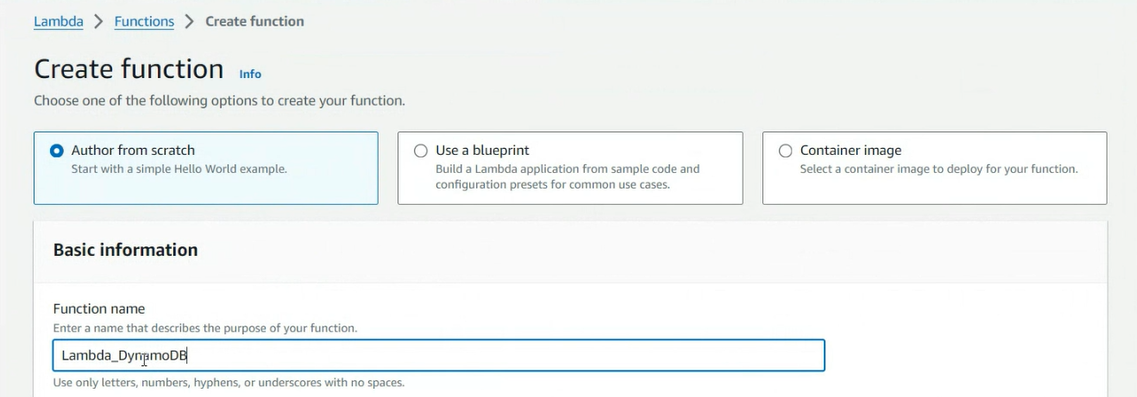 Lambda > Functions > Create function
Create function Info
Choose one of the following options to create your function.
Author from scratch
Start with a simple Hello World example.
Use a blueprint
Build a Lambda application from sample code and
configuration presets for common use cases.
Container image
Select a container image to deploy for your function.
Basic information
Function name
Enter a name that describes the purpose of your function.
Lambda_DynamoDB
Use only letters, numbers, hyphens, or underscores with no spaces.